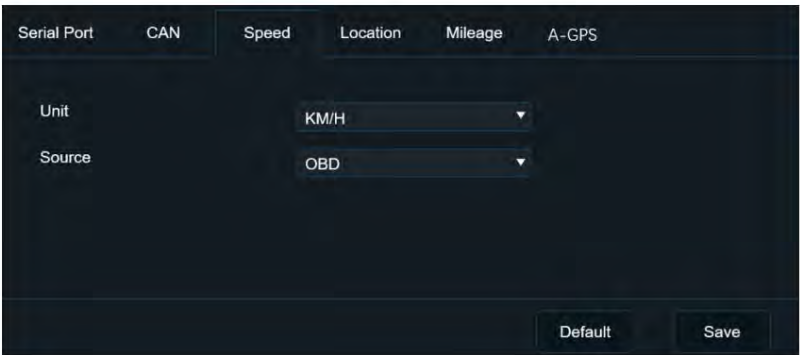 Serial Port CAN Speed Location Mileage A-GPS
Unit KM/H
Source OBD
Default Save